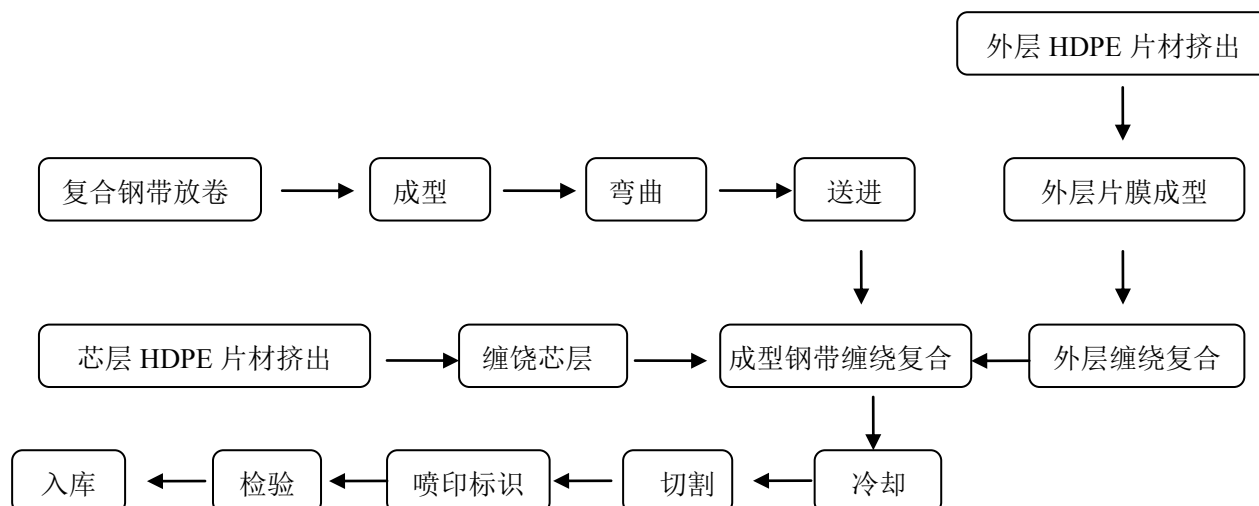 外层 HDPE 片材挤出
复合钢带放卷
成型
弯曲
送进
外层片膜成型
芯层 HDPE 片材挤出
缠饶芯层
成型钢带缠绕复合
外层缠绕复合
入库
检验
喷印标识
切割
冷却